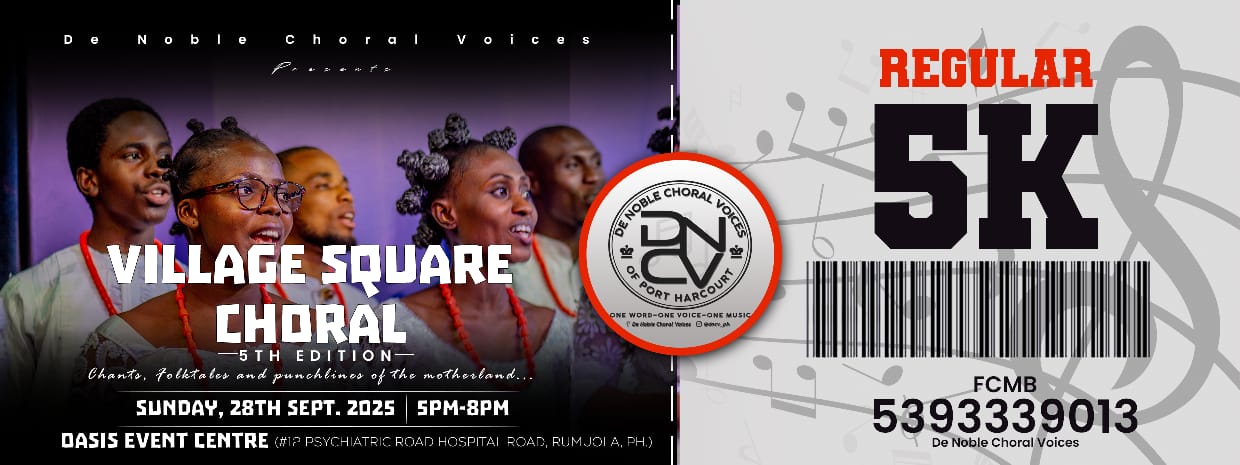 De Noble Choral Voices
Presents
VILLAGE SQUARE
CHORAL
5TH EDITION
Chants, Folktales and punchlines of the motherland...
SUNDAY, 28TH SEPT. 2025 | 5PM-8PM
OASIS EVENT CENTRE (#12 PSYCHIATRIC ROAD HOSPITAL ROAD, RUMJOLA, PH.)
DE NOBLE CHORAL VOICES
DNCV
OF PORT HARCOURT
ONE WORD-ONE VOICE-ONE MUSIC
De Noble Choral Voices @dncv_ph
REGULAR
5K
FCMB
5393339013
De Noble Choral Voices